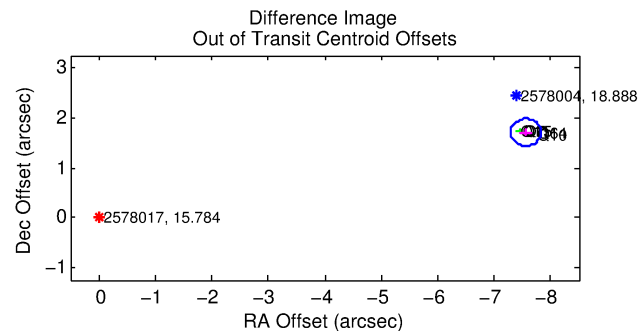 Difference Image
Out of Transit Centroid Offsets
3
2578004, 18.888
2
1
2578017, 15.784
0
−1
0 −1 −2 −3 −4 −5 −6 −7 −8
Dec Offset (arcsec)
RA Offset (arcsec)